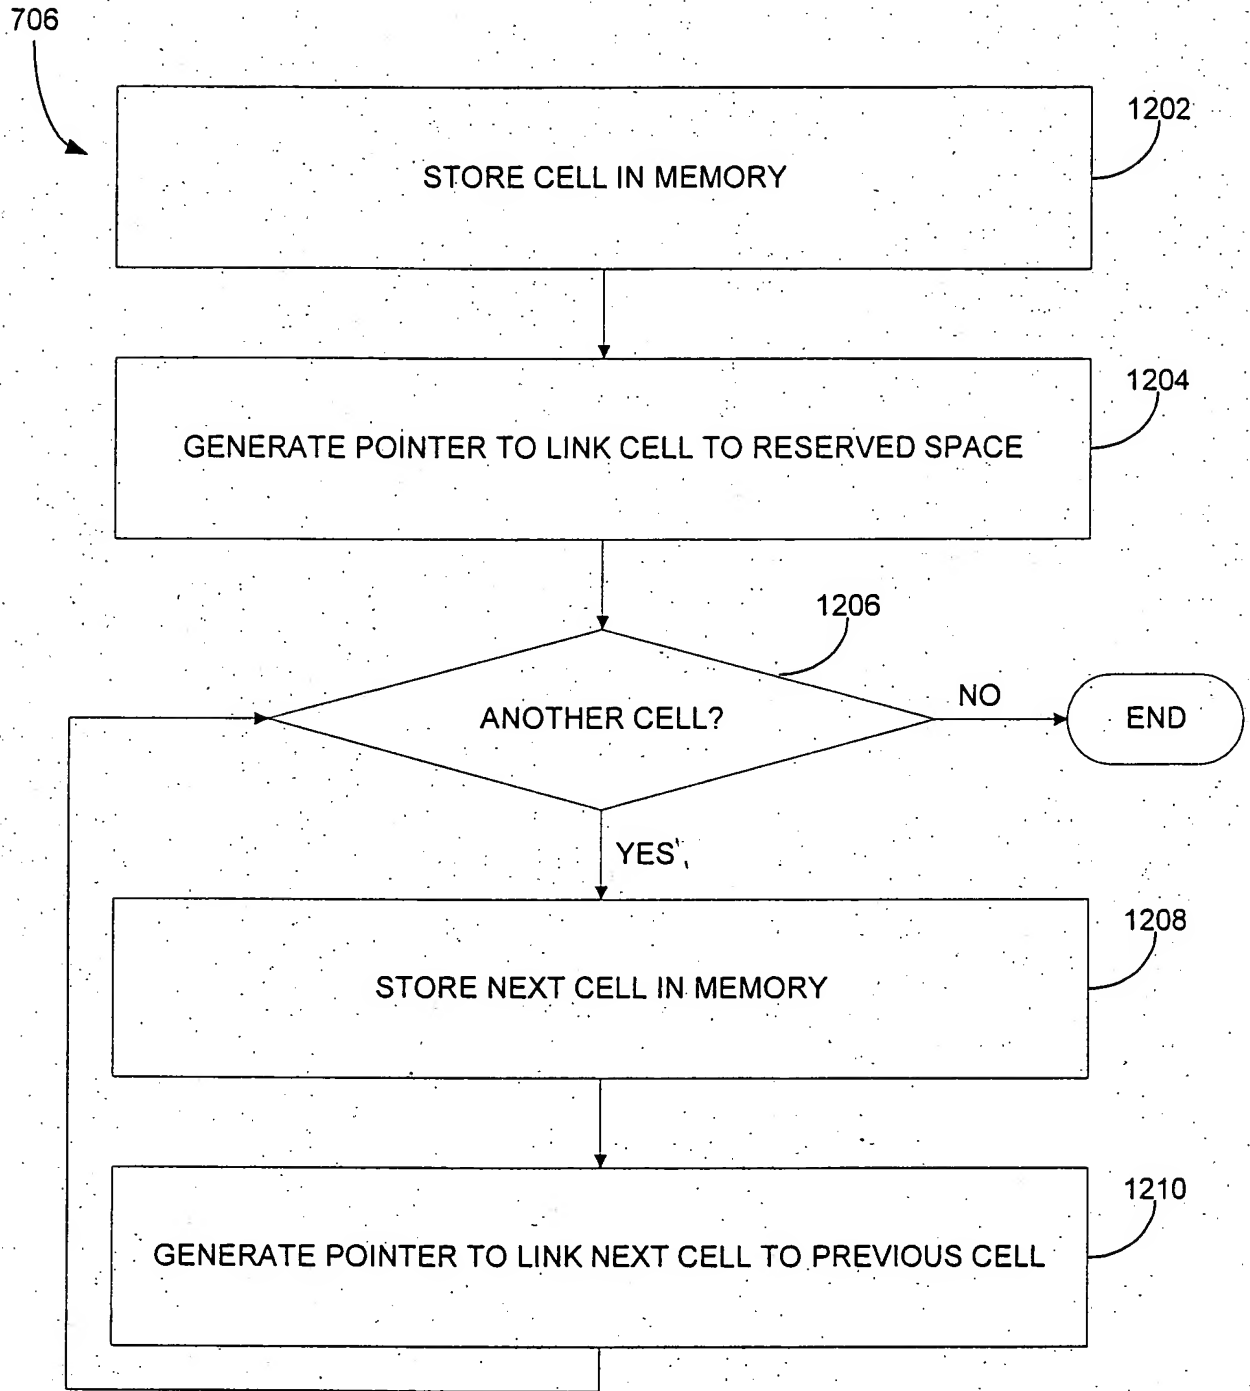 706
1202
STORE CELL IN MEMORY
1204
GENERATE POINTER TO LINK CELL TO RESERVED SPACE
1206
ANOTHER CELL?
NO
END
YES
1208
STORE NEXT CELL IN MEMORY
1210
GENERATE POINTER TO LINK NEXT CELL TO PREVIOUS CELL